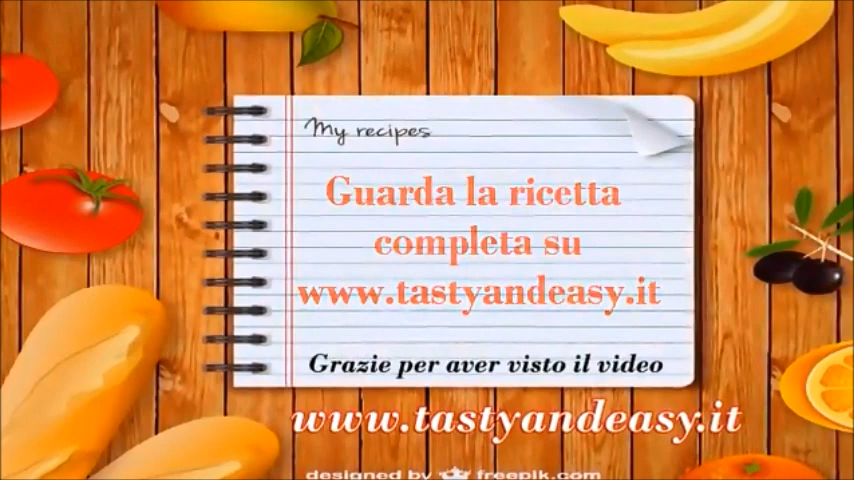 My recipes
Guarda la ricetta
completa su
www.tastyandeasy.it
Grazie per aver visto il video
www.tastyandeasy.it
designed by freepik.com